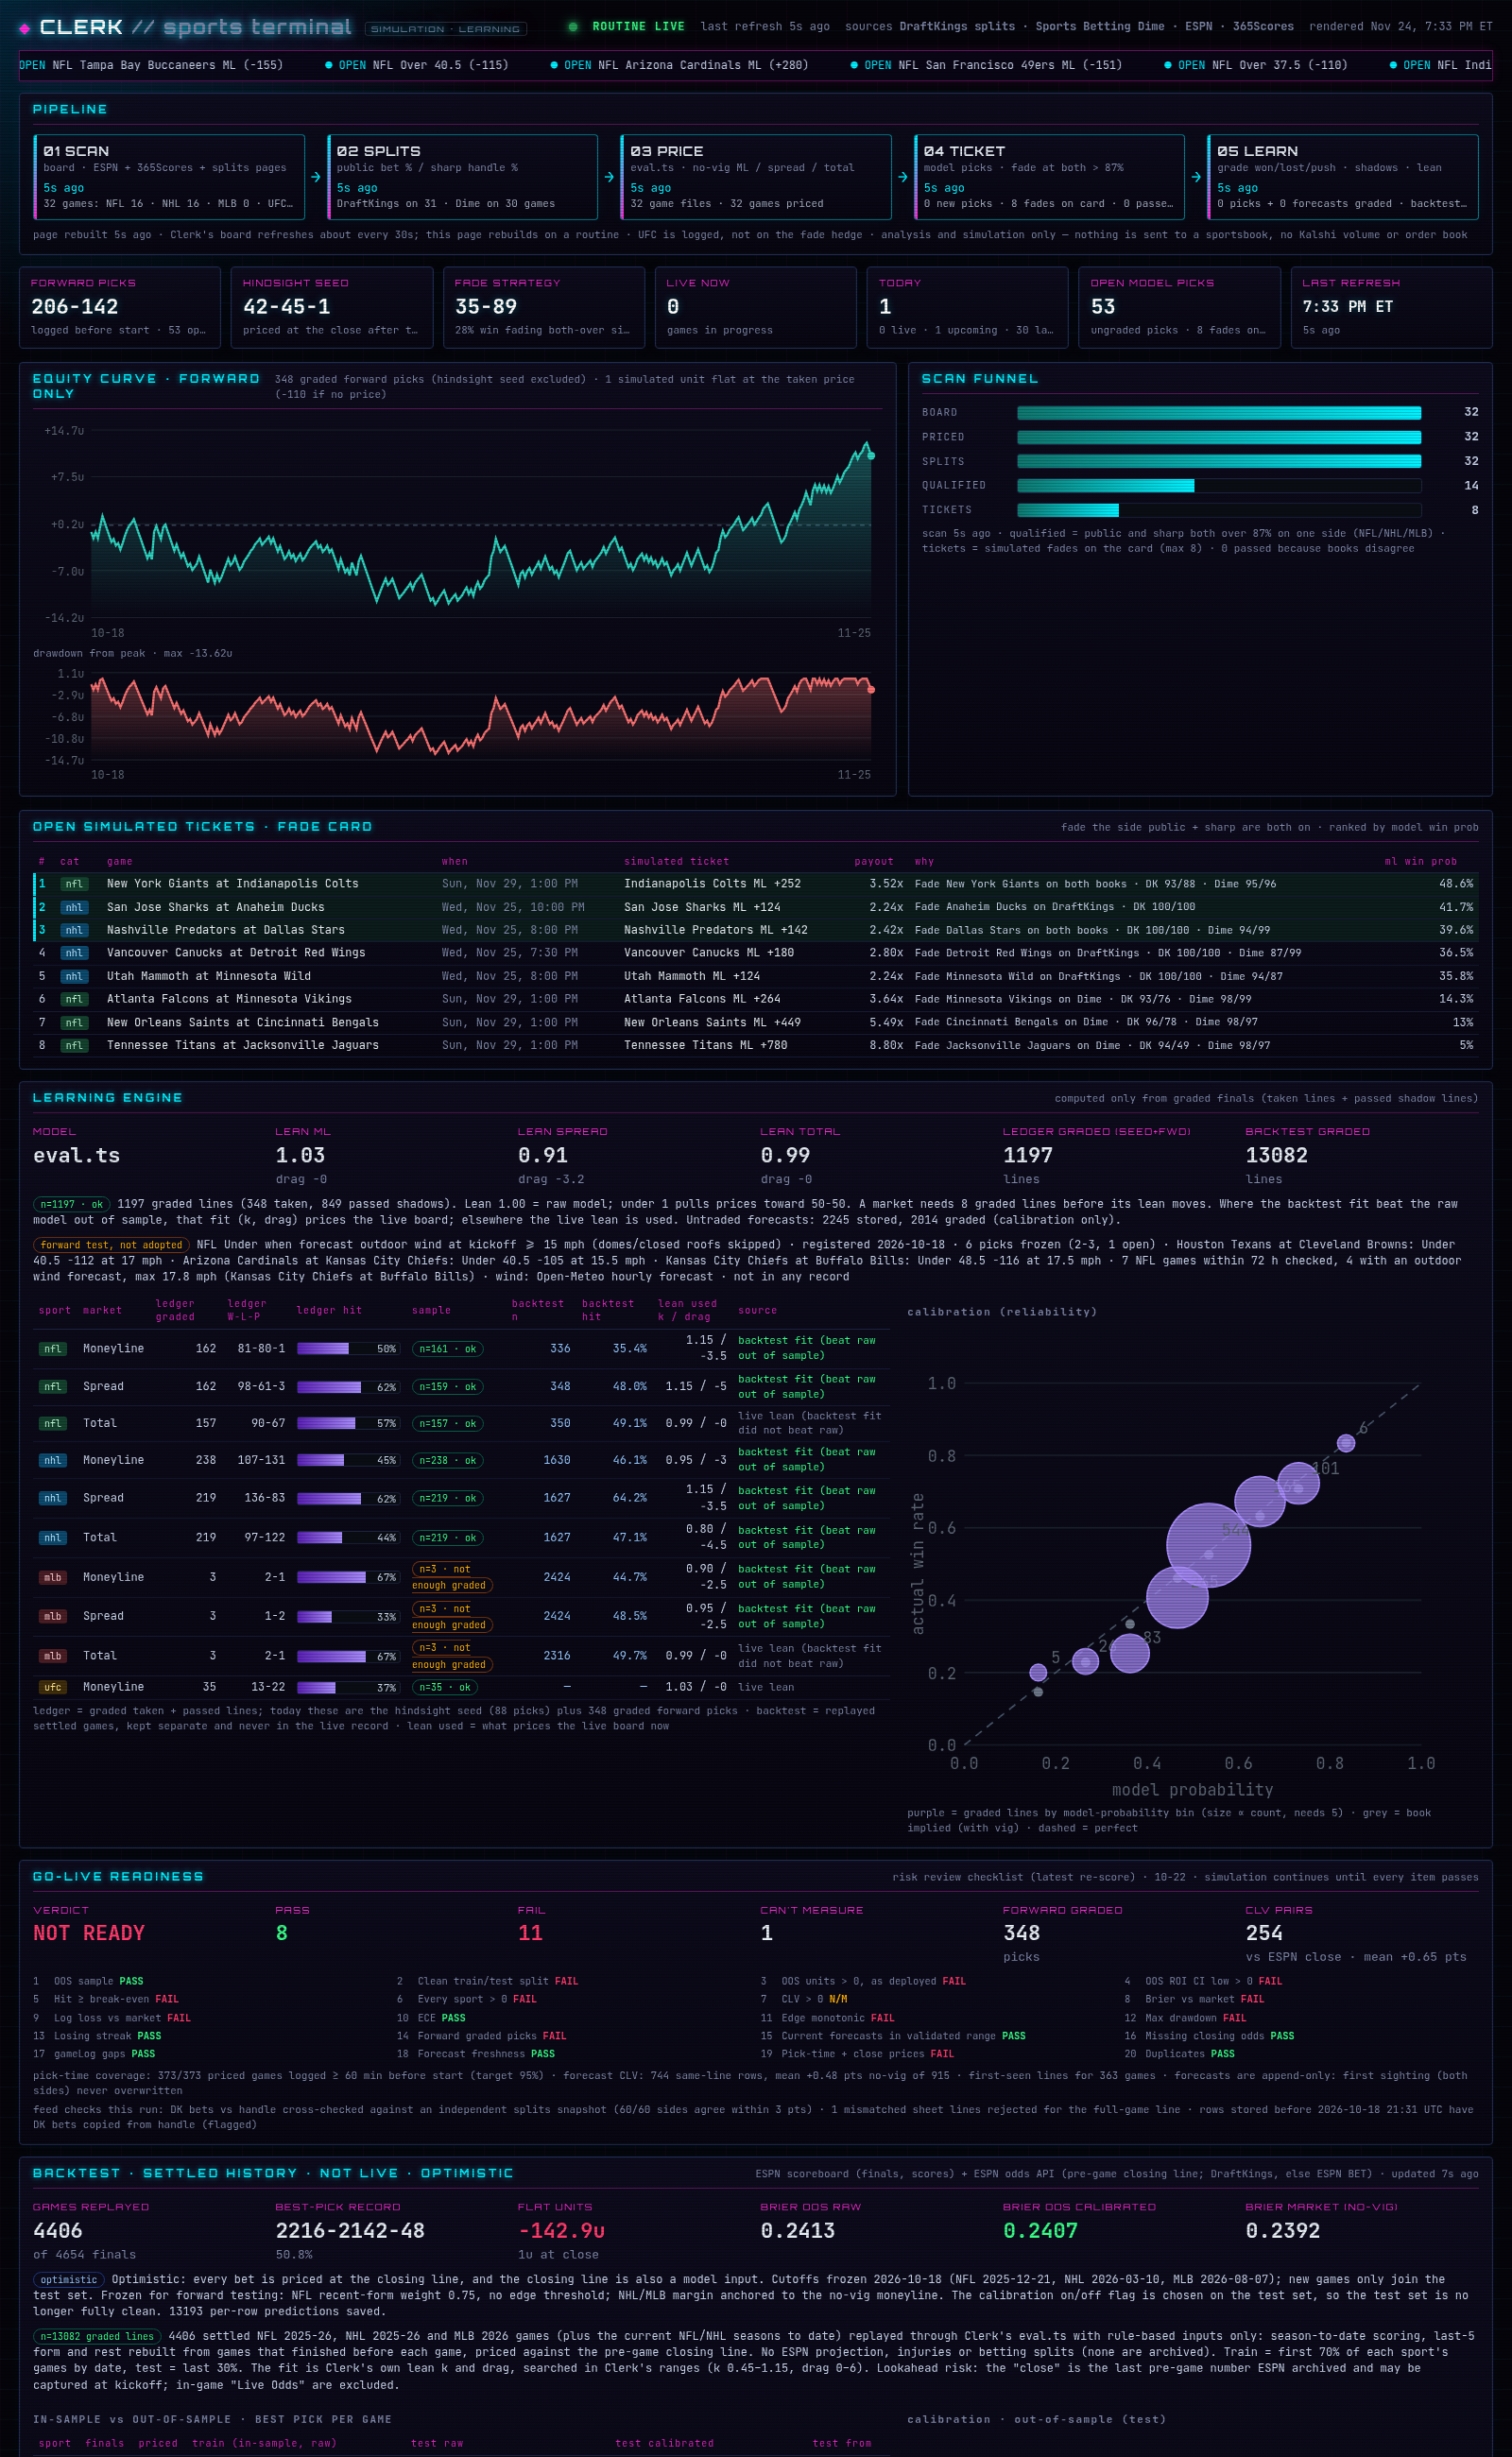 ◆ CLERK // sports terminal SIMULATION · LEARNING ROUTINE LIVE last refresh 5s ago sources DraftKings splits · Sports Betting Dime · ESPN · 365Scores rendered Nov 24, 7:33 PM ET
OPEN NFL Tampa Bay Buccaneers ML (-155) ● OPEN NFL Over 40.5 (-115) ● OPEN NFL Arizona Cardinals ML (+280) ● OPEN NFL San Francisco 49ers ML (-151) ● OPEN NFL Over 37.5 (-110) ● OPEN NFL Indi
PIPELINE
01 SCAN
board · ESPN + 365Scores + splits pages
5s ago
32 games: NFL 16 · NHL 16 · MLB 0 · UFC…
→
02 SPLITS
public bet % / sharp handle %
5s ago
DraftKings on 31 · Dime on 30 games
→
03 PRICE
eval.ts · no-vig ML / spread / total
5s ago
32 game files · 32 games priced
→
04 TICKET
model picks · fade at both > 87%
5s ago
0 new picks · 8 fades on card · 0 passe…
→
05 LEARN
grade won/lost/push · shadows · lean
5s ago
0 picks + 0 forecasts graded · backtest…
page rebuilt 5s ago · Clerk's board refreshes about every 30s; this page rebuilds on a routine · UFC is logged, not on the fade hedge · analysis and simulation only — nothing is sent to a sportsbook, no Kalshi volume or order book
FORWARD PICKS
206-142
logged before start · 53 op…
HINDSIGHT SEED
42-45-1
priced at the close after t…
FADE STRATEGY
35-89
28% win fading both-over si…
LIVE NOW
0
games in progress
TODAY
1
0 live · 1 upcoming · 30 la…
OPEN MODEL PICKS
53
ungraded picks · 8 fades on…
LAST REFRESH
7:33 PM ET
5s ago
EQUITY CURVE · FORWARD ONLY
348 graded forward picks (hindsight seed excluded) · 1 simulated unit flat at the taken price (-110 if no price)
+14.7u
+7.5u
+0.2u
-7.0u
-14.2u
10-18 11-25
drawdown from peak · max -13.62u
1.1u
-2.9u
-6.8u
-10.8u
-14.7u
10-18 11-25
SCAN FUNNEL
BOARD 32
PRICED 32
SPLITS 32
QUALIFIED 14
TICKETS 8
scan 5s ago · qualified = public and sharp both over 87% on one side (NFL/NHL/MLB) ·
tickets = simulated fades on the card (max 8) · 0 passed because books disagree
OPEN SIMULATED TICKETS · FADE CARD fade the side public + sharp are both on · ranked by model win prob
# cat game when simulated ticket payout why ml win prob
1 nfl New York Giants at Indianapolis Colts Sun, Nov 29, 1:00 PM Indianapolis Colts ML +252 3.52x Fade New York Giants on both books · DK 93/88 · Dime 95/96 48.6%
2 nhl San Jose Sharks at Anaheim Ducks Wed, Nov 25, 10:00 PM San Jose Sharks ML +124 2.24x Fade Anaheim Ducks on DraftKings · DK 100/100 41.7%
3 nhl Nashville Predators at Dallas Stars Wed, Nov 25, 8:00 PM Nashville Predators ML +142 2.42x Fade Dallas Stars on both books · DK 100/100 · Dime 94/99 39.6%
4 nhl Vancouver Canucks at Detroit Red Wings Wed, Nov 25, 7:30 PM Vancouver Canucks ML +180 2.80x Fade Detroit Red Wings on DraftKings · DK 100/100 · Dime 87/99 36.5%
5 nhl Utah Mammoth at Minnesota Wild Wed, Nov 25, 8:00 PM Utah Mammoth ML +124 2.24x Fade Minnesota Wild on DraftKings · DK 100/100 · Dime 94/87 35.8%
6 nfl Atlanta Falcons at Minnesota Vikings Sun, Nov 29, 1:00 PM Atlanta Falcons ML +264 3.64x Fade Minnesota Vikings on Dime · DK 93/76 · Dime 98/99 14.3%
7 nfl New Orleans Saints at Cincinnati Bengals Sun, Nov 29, 1:00 PM New Orleans Saints ML +449 5.49x Fade Cincinnati Bengals on Dime · DK 96/78 · Dime 98/97 13%
8 nfl Tennessee Titans at Jacksonville Jaguars Sun, Nov 29, 1:00 PM Tennessee Titans ML +780 8.80x Fade Jacksonville Jaguars on Dime · DK 94/49 · Dime 98/97 5%
LEARNING ENGINE computed only from graded finals (taken lines + passed shadow lines)
MODEL
eval.ts
LEAN ML
1.03
drag -0
LEAN SPREAD
0.91
drag -3.2
LEAN TOTAL
0.99
drag -0
LEDGER GRADED (SEED+FWD)
1197
lines
BACKTEST GRADED
13082
lines
n=1197 · ok 1197 graded lines (348 taken, 849 passed shadows). Lean 1.00 = raw model; under 1 pulls prices toward 50-50. A market needs 8 graded lines before its lean moves. Where the backtest fit beat the raw
model out of sample, that fit (k, drag) prices the live board; elsewhere the live lean is used. Untraded forecasts: 2245 stored, 2014 graded (calibration only).
forward test, not adopted NFL Under when forecast outdoor wind at kickoff ≥ 15 mph (domes/closed roofs skipped) · registered 2026-10-18 · 6 picks frozen (2-3, 1 open) · Houston Texans at Cleveland Browns: Under
40.5 -112 at 17 mph · Arizona Cardinals at Kansas City Chiefs: Under 40.5 -105 at 15.5 mph · Kansas City Chiefs at Buffalo Bills: Under 48.5 -116 at 17.5 mph · 7 NFL games within 72 h checked, 4 with an outdoor
wind forecast, max 17.8 mph (Kansas City Chiefs at Buffalo Bills) · wind: Open-Meteo hourly forecast · not in any record
sport market ledger graded ledger W-L-P ledger hit sample backtest n backtest hit lean used k / drag source
nfl Moneyline 162 81-80-1 50% n=161 · ok 336 35.4% 1.15 / -3.5 backtest fit (beat raw out of sample)
nfl Spread 162 98-61-3 62% n=159 · ok 348 48.0% 1.15 / -5 backtest fit (beat raw out of sample)
nfl Total 157 90-67 57% n=157 · ok 350 49.1% 0.99 / -0 live lean (backtest fit did not beat raw)
nhl Moneyline 238 107-131 45% n=238 · ok 1630 46.1% 0.95 / -3 backtest fit (beat raw out of sample)
nhl Spread 219 136-83 62% n=219 · ok 1627 64.2% 1.15 / -3.5 backtest fit (beat raw out of sample)
nhl Total 219 97-122 44% n=219 · ok 1627 47.1% 0.80 / -4.5 backtest fit (beat raw out of sample)
mlb Moneyline 3 2-1 67% n=3 · not enough graded 2424 44.7% 0.90 / -2.5 backtest fit (beat raw out of sample)
mlb Spread 3 1-2 33% n=3 · not enough graded 2424 48.5% 0.95 / -2.5 backtest fit (beat raw out of sample)
mlb Total 3 2-1 67% n=3 · not enough graded 2316 49.7% 0.99 / -0 live lean (backtest fit did not beat raw)
ufc Moneyline 35 13-22 37% n=35 · ok — — 1.03 / -0 live lean
ledger = graded taken + passed lines; today these are the hindsight seed (88 picks) plus 348 graded forward picks · backtest = replayed
settled games, kept separate and never in the live record · lean used = what prices the live board now
calibration (reliability)
1.0
0.8
0.6
0.4
0.2
0.0
0.0 0.2 0.4 0.6 0.8 1.0
actual win rate
model probability
5
83
544
101
6
purple = graded lines by model-probability bin (size ∝ count, needs 5) · grey = book
implied (with vig) · dashed = perfect
GO-LIVE READINESS risk review checklist (latest re-score) · 10-22 · simulation continues until every item passes
VERDICT
NOT READY
PASS
8
FAIL
11
CAN'T MEASURE
1
FORWARD GRADED
348
picks
CLV PAIRS
254
vs ESPN close · mean +0.65 pts
1 OOS sample PASS 2 Clean train/test split FAIL 3 OOS units > 0, as deployed FAIL 4 OOS ROI CI low > 0 FAIL
5 Hit ≥ break-even FAIL 6 Every sport > 0 FAIL 7 CLV > 0 N/M 8 Brier vs market FAIL
9 Log loss vs market FAIL 10 ECE PASS 11 Edge monotonic FAIL 12 Max drawdown FAIL
13 Losing streak PASS 14 Forward graded picks FAIL 15 Current forecasts in validated range PASS 16 Missing closing odds PASS
17 gameLog gaps PASS 18 Forecast freshness PASS 19 Pick-time + close prices FAIL 20 Duplicates PASS
pick-time coverage: 373/373 priced games logged ≥ 60 min before start (target 95%) · forecast CLV: 744 same-line rows, mean +0.48 pts no-vig of 915 · first-seen lines for 363 games · forecasts are append-only: first sighting (both
sides) never overwritten
feed checks this run: DK bets vs handle cross-checked against an independent splits snapshot (60/60 sides agree within 3 pts) · 1 mismatched sheet lines rejected for the full-game line · rows stored before 2026-10-18 21:31 UTC have
DK bets copied from handle (flagged)
BACKTEST · SETTLED HISTORY · NOT LIVE · OPTIMISTIC ESPN scoreboard (finals, scores) + ESPN odds API (pre-game closing line; DraftKings, else ESPN BET) · updated 7s ago
GAMES REPLAYED
4406
of 4654 finals
BEST-PICK RECORD
2216-2142-48
50.8%
FLAT UNITS
-142.9u
1u at close
BRIER OOS RAW
0.2413
BRIER OOS CALIBRATED
0.2407
BRIER MARKET (NO-VIG)
0.2392
optimistic Optimistic: every bet is priced at the closing line, and the closing line is also a model input. Cutoffs frozen 2026-10-18 (NFL 2025-12-21, NHL 2026-03-10, MLB 2026-08-07); new games only join the
test set. Frozen for forward testing: NFL recent-form weight 0.75, no edge threshold; NHL/MLB margin anchored to the no-vig moneyline. The calibration on/off flag is chosen on the test set, so the test set is no
longer fully clean. 13193 per-row predictions saved.
n=13082 graded lines 4406 settled NFL 2025-26, NHL 2025-26 and MLB 2026 games (plus the current NFL/NHL seasons to date) replayed through Clerk's eval.ts with rule-based inputs only: season-to-date scoring, last-5
form and rest rebuilt from games that finished before each game, priced against the pre-game closing line. No ESPN projection, injuries or betting splits (none are archived). Train = first 70% of each sport's
games by date, test = last 30%. The fit is Clerk's own lean k and drag, searched in Clerk's ranges (k 0.45–1.15, drag 0–6). Lookahead risk: the "close" is the last pre-game number ESPN archived and may be
captured at kickoff; in-game "Live Odds" are excluded.
IN-SAMPLE vs OUT-OF-SAMPLE · BEST PICK PER GAME calibration · out-of-sample (test)
sport finals priced train (in-sample, raw) test raw test calibrated test from